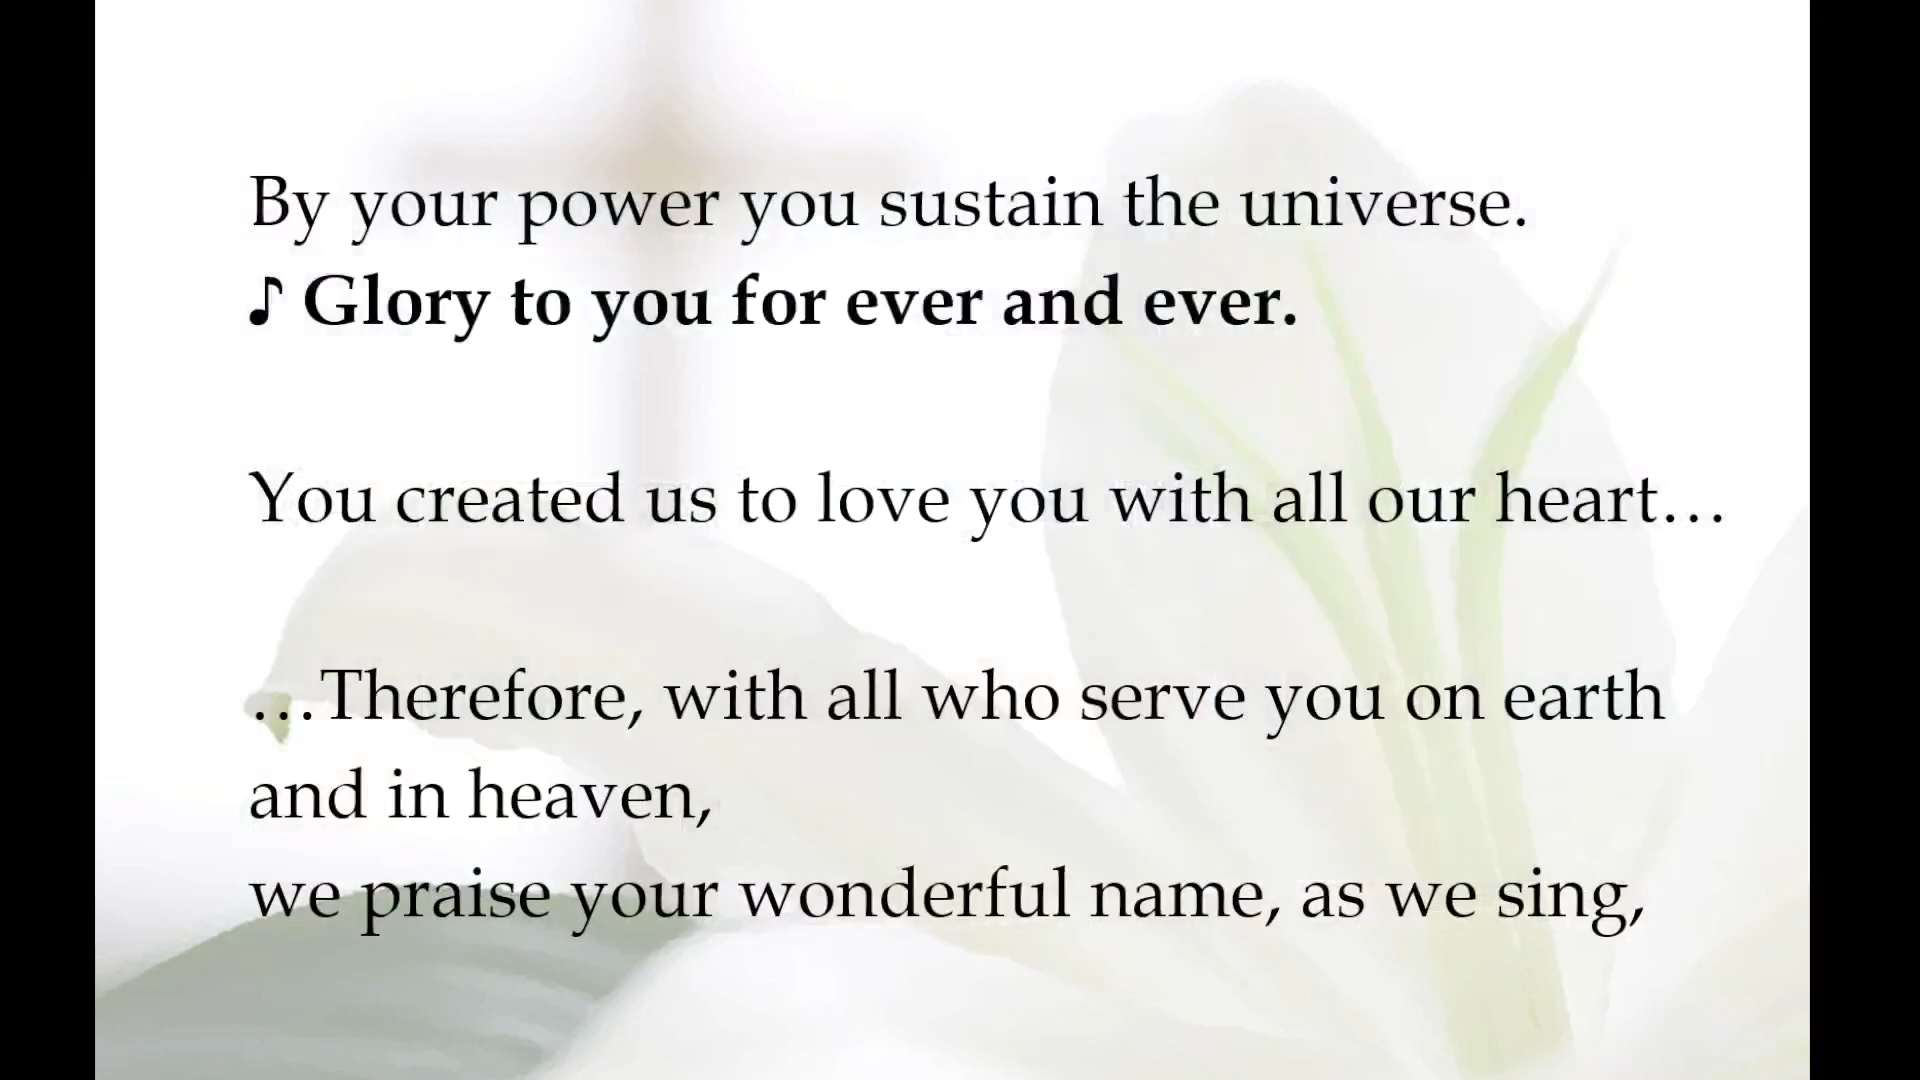 By your power you sustain the universe.
♪ Glory to you for ever and ever.
You created us to love you with all our heart…
…Therefore, with all who serve you on earth
and in heaven,
we praise your wonderful name, as we sing,